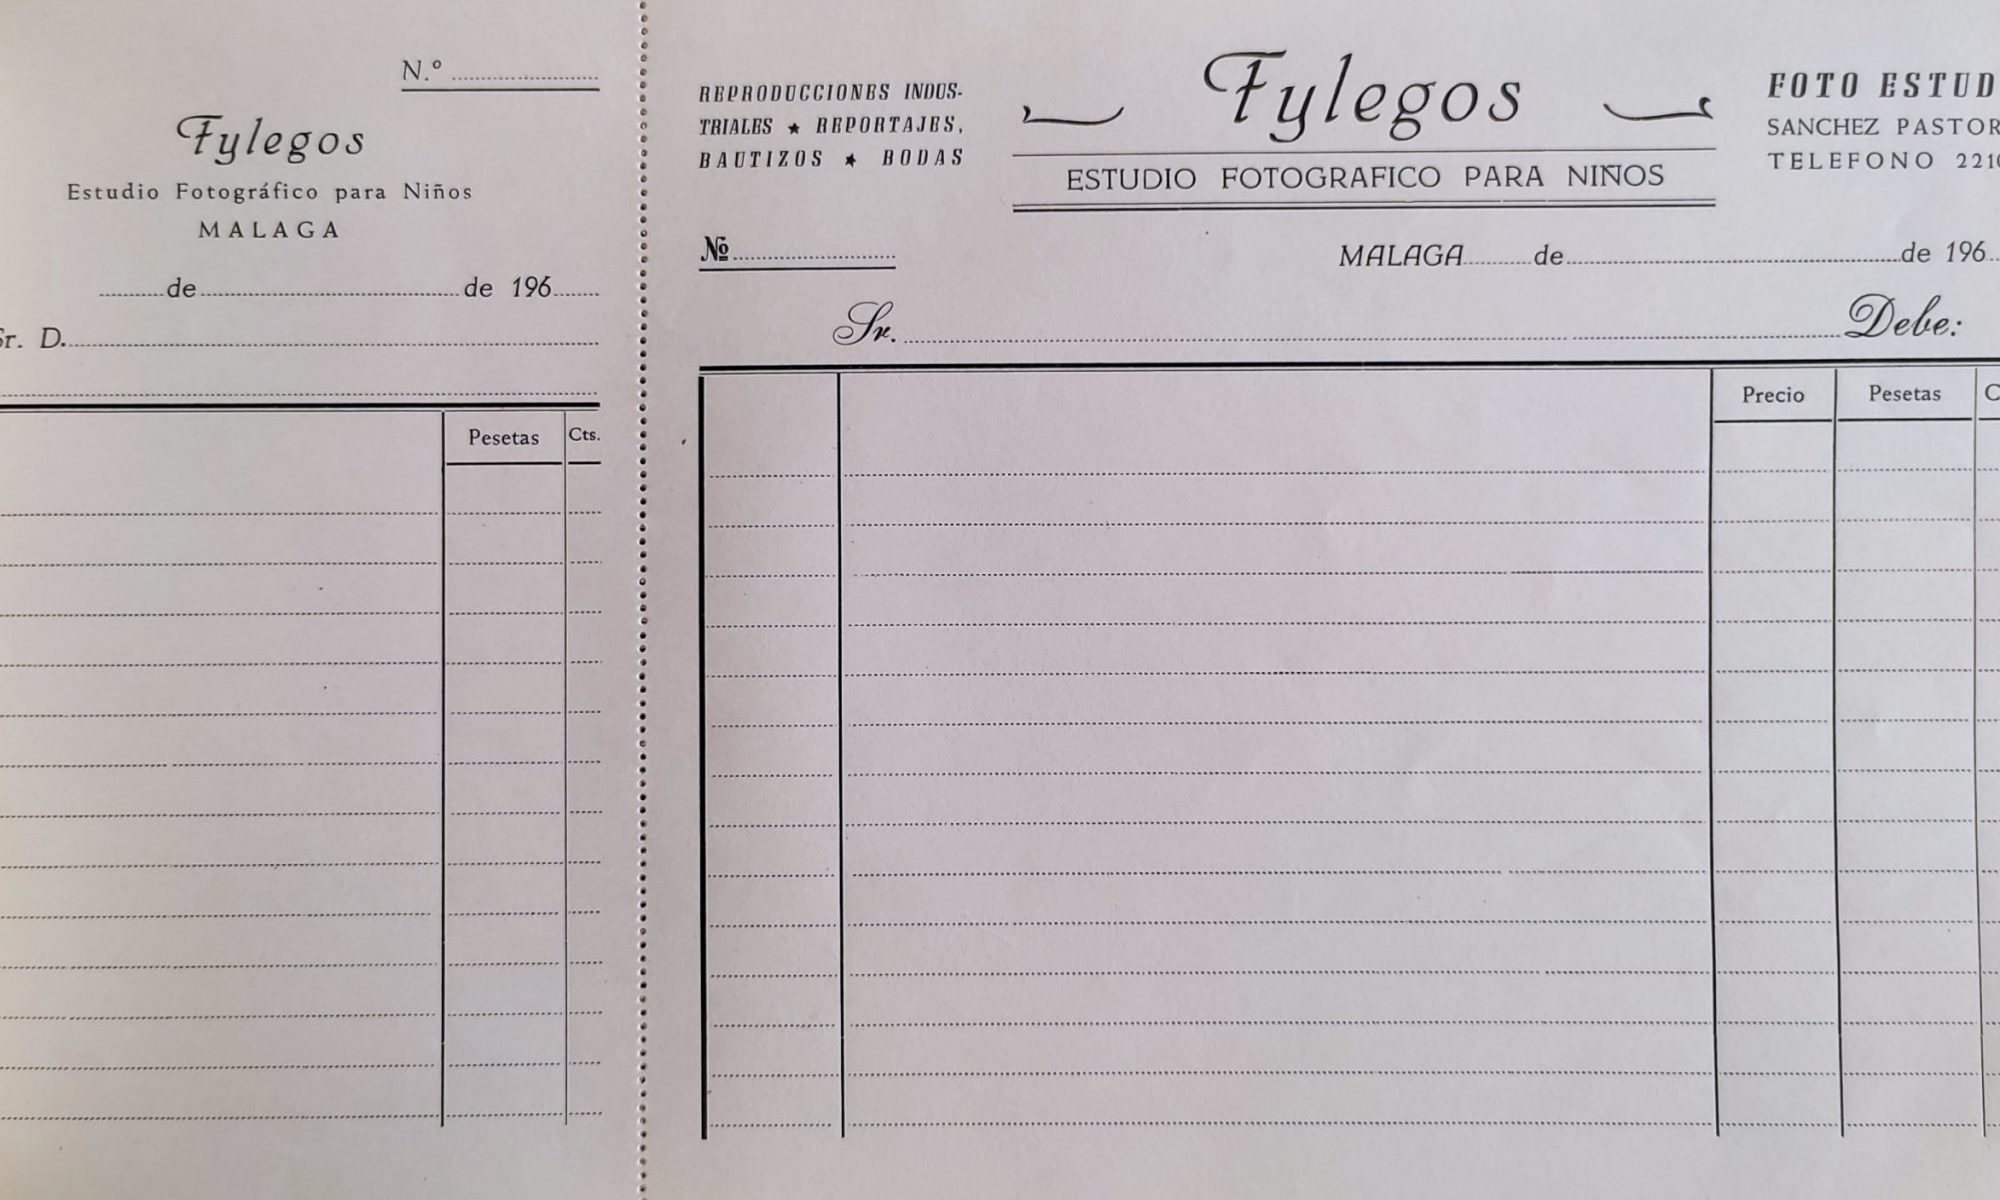 N.º
Fylegos
Estudio Fotográfico para Niños
MALAGA
de de 196
Sr. D.
Pesetas Cts.
REPRODUCCIONES INDUS-
TRIALES ★ REPORTAJES,
BAUTIZOS ★ BODAS
Fylegos
ESTUDIO FOTOGRAFICO PARA NIÑOS
FOTO ESTUD
SANCHEZ PASTOR
TELEFONO 221
Nº
MALAGA de de 196
Sr. Debe:
Precio Pesetas C